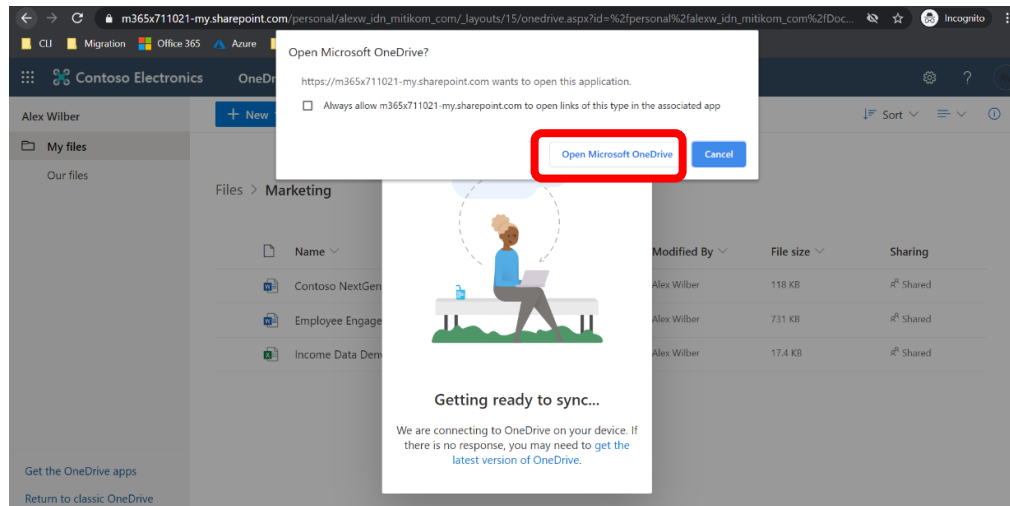 m365x711021-my.sharepoint.com/personal/alexw_idn_mitikom_com/_layouts/15/onedrive.aspx?id=%2fpersonal%2falexw_idn_mitikom_com%2fDoc...
Incognito
CLI Migration Office 365 Azure
Open Microsoft OneDrive?
https://m365x711021-my.sharepoint.com wants to open this application.
Always allow m365x711021-my.sharepoint.com to open links of this type in the associated app
Open Microsoft OneDrive Cancel
Contoso Electronics OneDr ?
Alex Wilber + New Sort
My files
Our files
Files > Marketing
Name Modified By File size Sharing
Contoso NextGen Alex Wilber 118 KB Shared
Employee Engage Alex Wilber 731 KB Shared
Income Data Den Alex Wilber 17.4 KB Shared
Getting ready to sync...
We are connecting to OneDrive on your device. If
there is no response, you may need to get the
latest version of OneDrive.
Get the OneDrive apps
Return to classic OneDrive